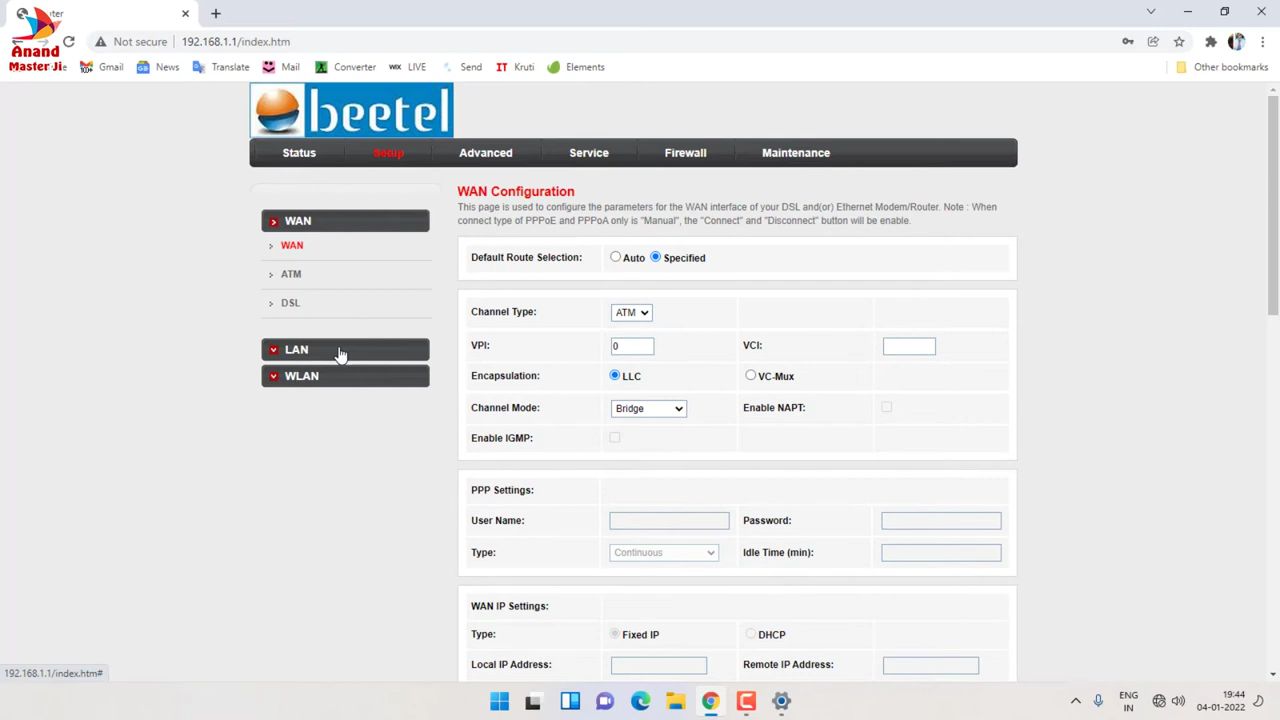 Not secure
192.168.1.1/index.htm
Anand
Master Ji
Gmail
News
Translate
Mail
Converter
WIX LIVE
Send
IT Kruti
Elements
Other bookmarks
beetel
Status
Setup
Advanced
Service
Firewall
Maintenance
WAN
WAN
ATM
DSL
LAN
WLAN
WAN Configuration
This page is used to configure the parameters for the WAN interface of your DSL and(or) Ethernet Modem/Router. Note : When
connect type of PPPoE and PPPoA only is "Manual", the "Connect" and "Disconnect" button will be enable.
Default Route Selection: Auto Specified
Channel Type: ATM
VPI: 0 VCI:
Encapsulation: LLC VC-Mux
Channel Mode: Bridge Enable NAPT:
Enable IGMP:
PPP Settings:
User Name: Password:
Type: Continuous Idle Time (min):
WAN IP Settings:
Type: Fixed IP DHCP
Local IP Address: Remote IP Address:
192.168.1.1/index.htm#
ENG
IN
19:44
04-01-2022